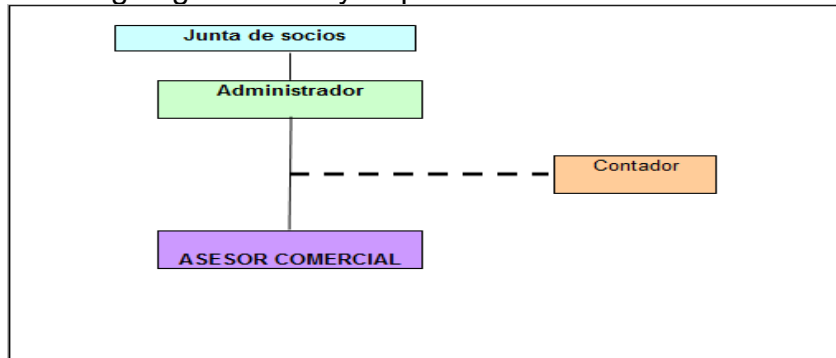 Junta de socios
Administrador
Contador
ASESOR COMERCIAL